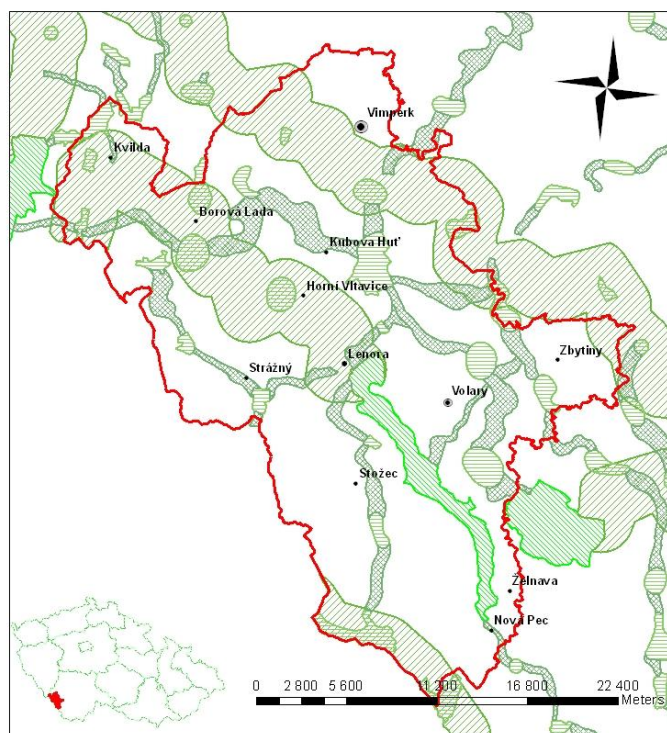 Vimperk
Kvilda
Borová Lada
Kubova Huť
Horní Vltavice
Lenora
Zbytiny
Strážný
Volary
Stožec
Želnava
Nová Pec
0 2 800 5 600 11 200 16 800 22 400
Meters